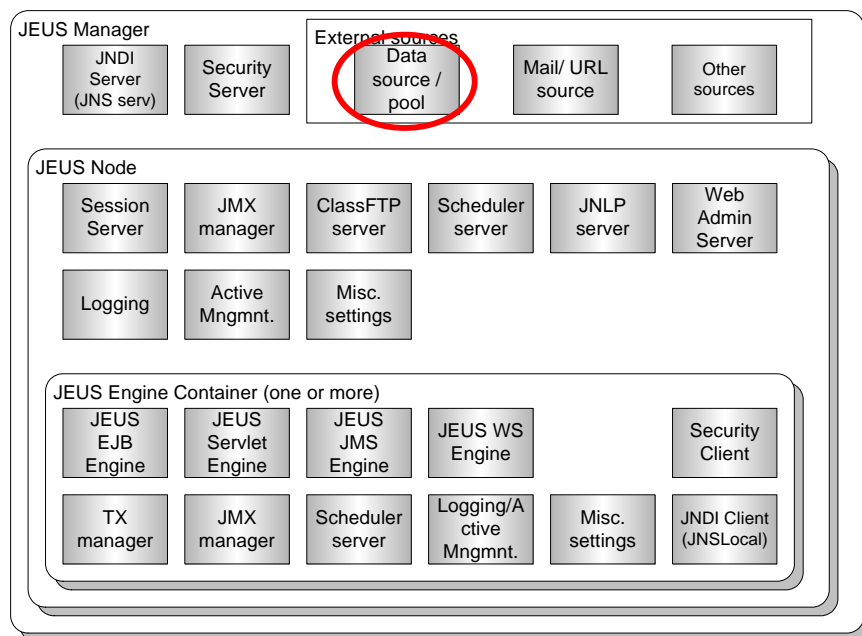 JEUS Manager
JNDI
Server
(JNS serv)
Security
Server
External sources
Data
source /
pool
Mail/ URL
source
Other
sources
JEUS Node
Session
Server
JMX
manager
ClassFTP
server
Scheduler
server
JNLP
server
Web
Admin
Server
Logging
Active
Mngmnt.
Misc.
settings
JEUS Engine Container (one or more)
JEUS
EJB
Engine
JEUS
Servlet
Engine
JEUS
JMS
Engine
JEUS WS
Engine
Security
Client
TX
manager
JMX
manager
Scheduler
server
Logging/A
ctive
Mngmnt.
Misc.
settings
JNDI Client
(JNSLocal)